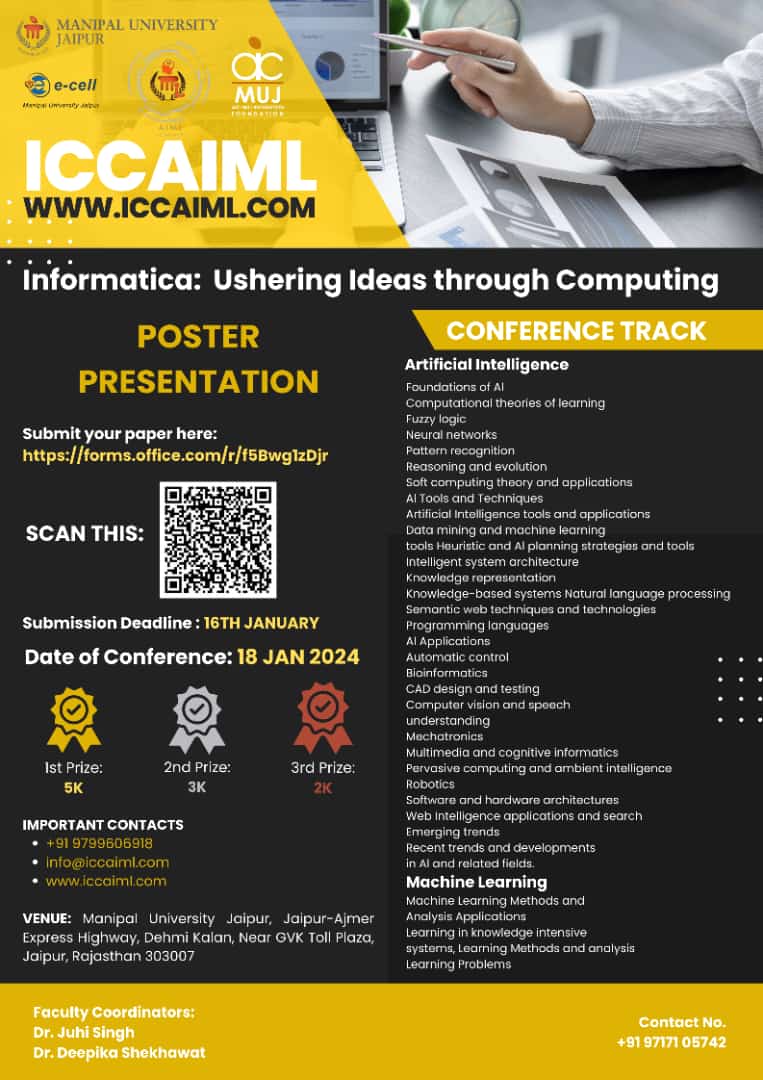 MANIPAL UNIVERSITY
JAIPUR
e-cell
Manipal University Jaipur
ac
MUJ
FOUNDATION
ICCAIML
WWW.ICCAIML.COM
Informatica: Ushering Ideas through Computing
POSTER
PRESENTATION
Submit your paper here:
https://forms.office.com/r/f5Bwg1zDjr
SCAN THIS:
Submission Deadline : 16TH JANUARY
Date of Conference: 18 JAN 2024
1st Prize:
5K
2nd Prize:
3K
3rd Prize:
2K
IMPORTANT CONTACTS
• +91 9799606918
• info@iccaiml.com
• www.iccaiml.com
VENUE: Manipal University Jaipur, Jaipur-Ajmer
Express Highway, Dehmi Kalan, Near GVK Toll Plaza,
Jaipur, Rajasthan 303007
CONFERENCE TRACK
Artificial Intelligence
Foundations of AI
Computational theories of learning
Fuzzy logic
Neural networks
Pattern recognition
Reasoning and evolution
Soft computing theory and applications
AI Tools and Techniques
Artificial Intelligence tools and applications
Data mining and machine learning
tools Heuristic and AI planning strategies and tools
Intelligent system architecture
Knowledge representation
Knowledge-based systems Natural language processing
Semantic web techniques and technologies
Programming languages
AI Applications
Automatic control
Bioinformatics
CAD design and testing
Computer vision and speech
understanding
Mechatronics
Multimedia and cognitive informatics
Pervasive computing and ambient intelligence
Robotics
Software and hardware architectures
Web Intelligence applications and search
Emerging trends
Recent trends and developments
in AI and related fields.
Machine Learning
Machine Learning Methods and
Analysis Applications
Learning in knowledge intensive
systems, Learning Methods and analysis
Learning Problems
Faculty Coordinators:
Dr. Juhi Singh
Dr. Deepika Shekhawat
Contact No.
+91 97171 05742